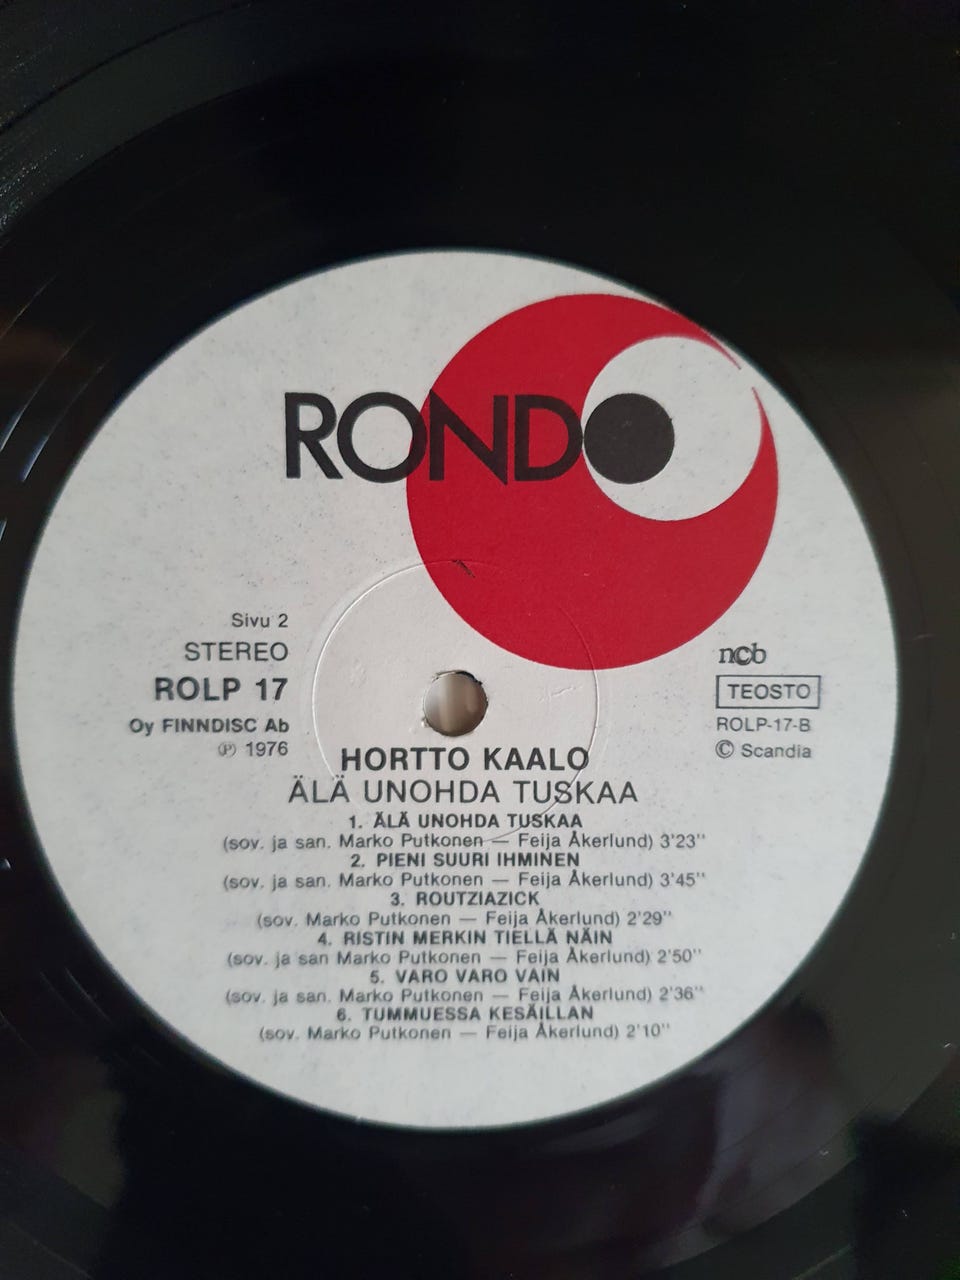 RONDO
Sivu 2
STEREO
ROLP 17
Oy FINNDISC Ab
Ⓟ 1976
ncb
TEOSTO
ROLP-17-B
© Scandia
HORTTO KAALO
ÄLÄ UNOHDA TUSKAA
1. ÄLÄ UNOHDA TUSKAA
(sov. ja san. Marko Putkonen — Feija Åkerlund) 3'23''
2. PIENI SUURI IHMINEN
(sov. ja san. Marko Putkonen — Feija Åkerlund) 3'45''
3. ROUTZIAZICK
(sov. Marko Putkonen — Feija Åkerlund) 2'29''
4. RISTIN MERKIN TIELLÄ NÄIN
(sov. ja san Marko Putkonen — Feija Åkerlund) 2'50''
5. VARO VARO VAIN
(sov. ja san. Marko Putkonen — Feija Åkerlund) 2'36''
6. TUMMUESSA KESÄILLAN
(sov. Marko Putkonen — Feija Åkerlund) 2'10''